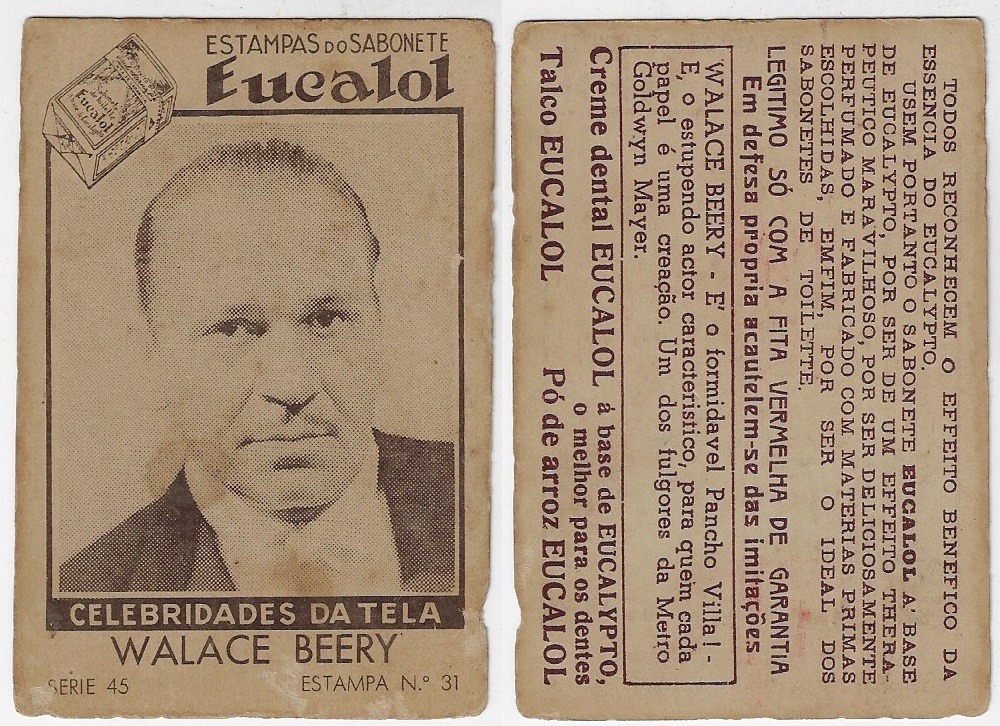 ESTAMPAS DO SABONETE
Eucalol
Eucalol
CELEBRIDADES DA TELA
WALACE BEERY
SERIE 45
ESTAMPA N.º 31
TODOS RECONHECEM O EFFEITO BENEFICO DA
ESSENCIA DO EUCALYPTO.
USEM PORTANTO O SABONETE EUCALOL A' BASE
DE EUCALYPTO, POR SER DE UM EFFEITO THERA-
PEUTICO MARAVILHOSO, POR SER DELICIOSAMENTE
PERFUMADO E FABRICADO COM MATERIAS PRIMAS
ESCOLHIDAS, EMFIM, POR SER O IDEAL DOS
SABONETES DE TOILETTE.
LEGITIMO SÓ COM A FITA VERMELHA DE GARANTIA
Em defesa propria acautelem-se das imitações
WALACE BEERY - E' o formidavel Pancho Villa! -
E, o estupendo actor caracteristico, para quem cada
papel é uma creação. Um dos fulgores da Metro
Goldwyn Mayer.
Creme dental EUCALOL á base de EUCALYPTO,
o melhor para os dentes
Talco EUCALOL Pó de arroz EUCALOL